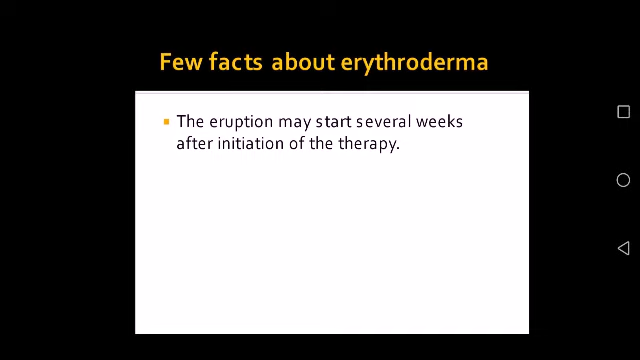 Few facts about erythroderma
The eruption may start several weeks
after initiation of the therapy.